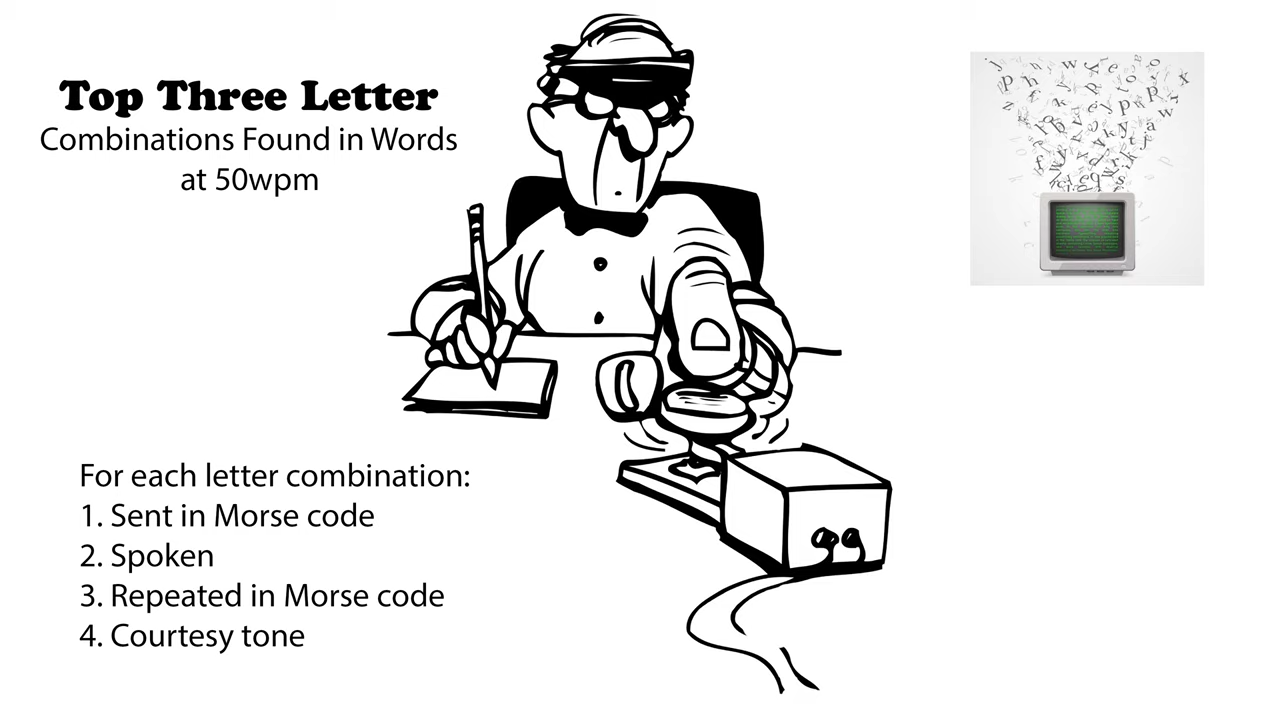 Top Three Letter
Combinations Found in Words
at 50wpm
For each letter combination:
1. Sent in Morse code
2. Spoken
3. Repeated in Morse code
4. Courtesy tone